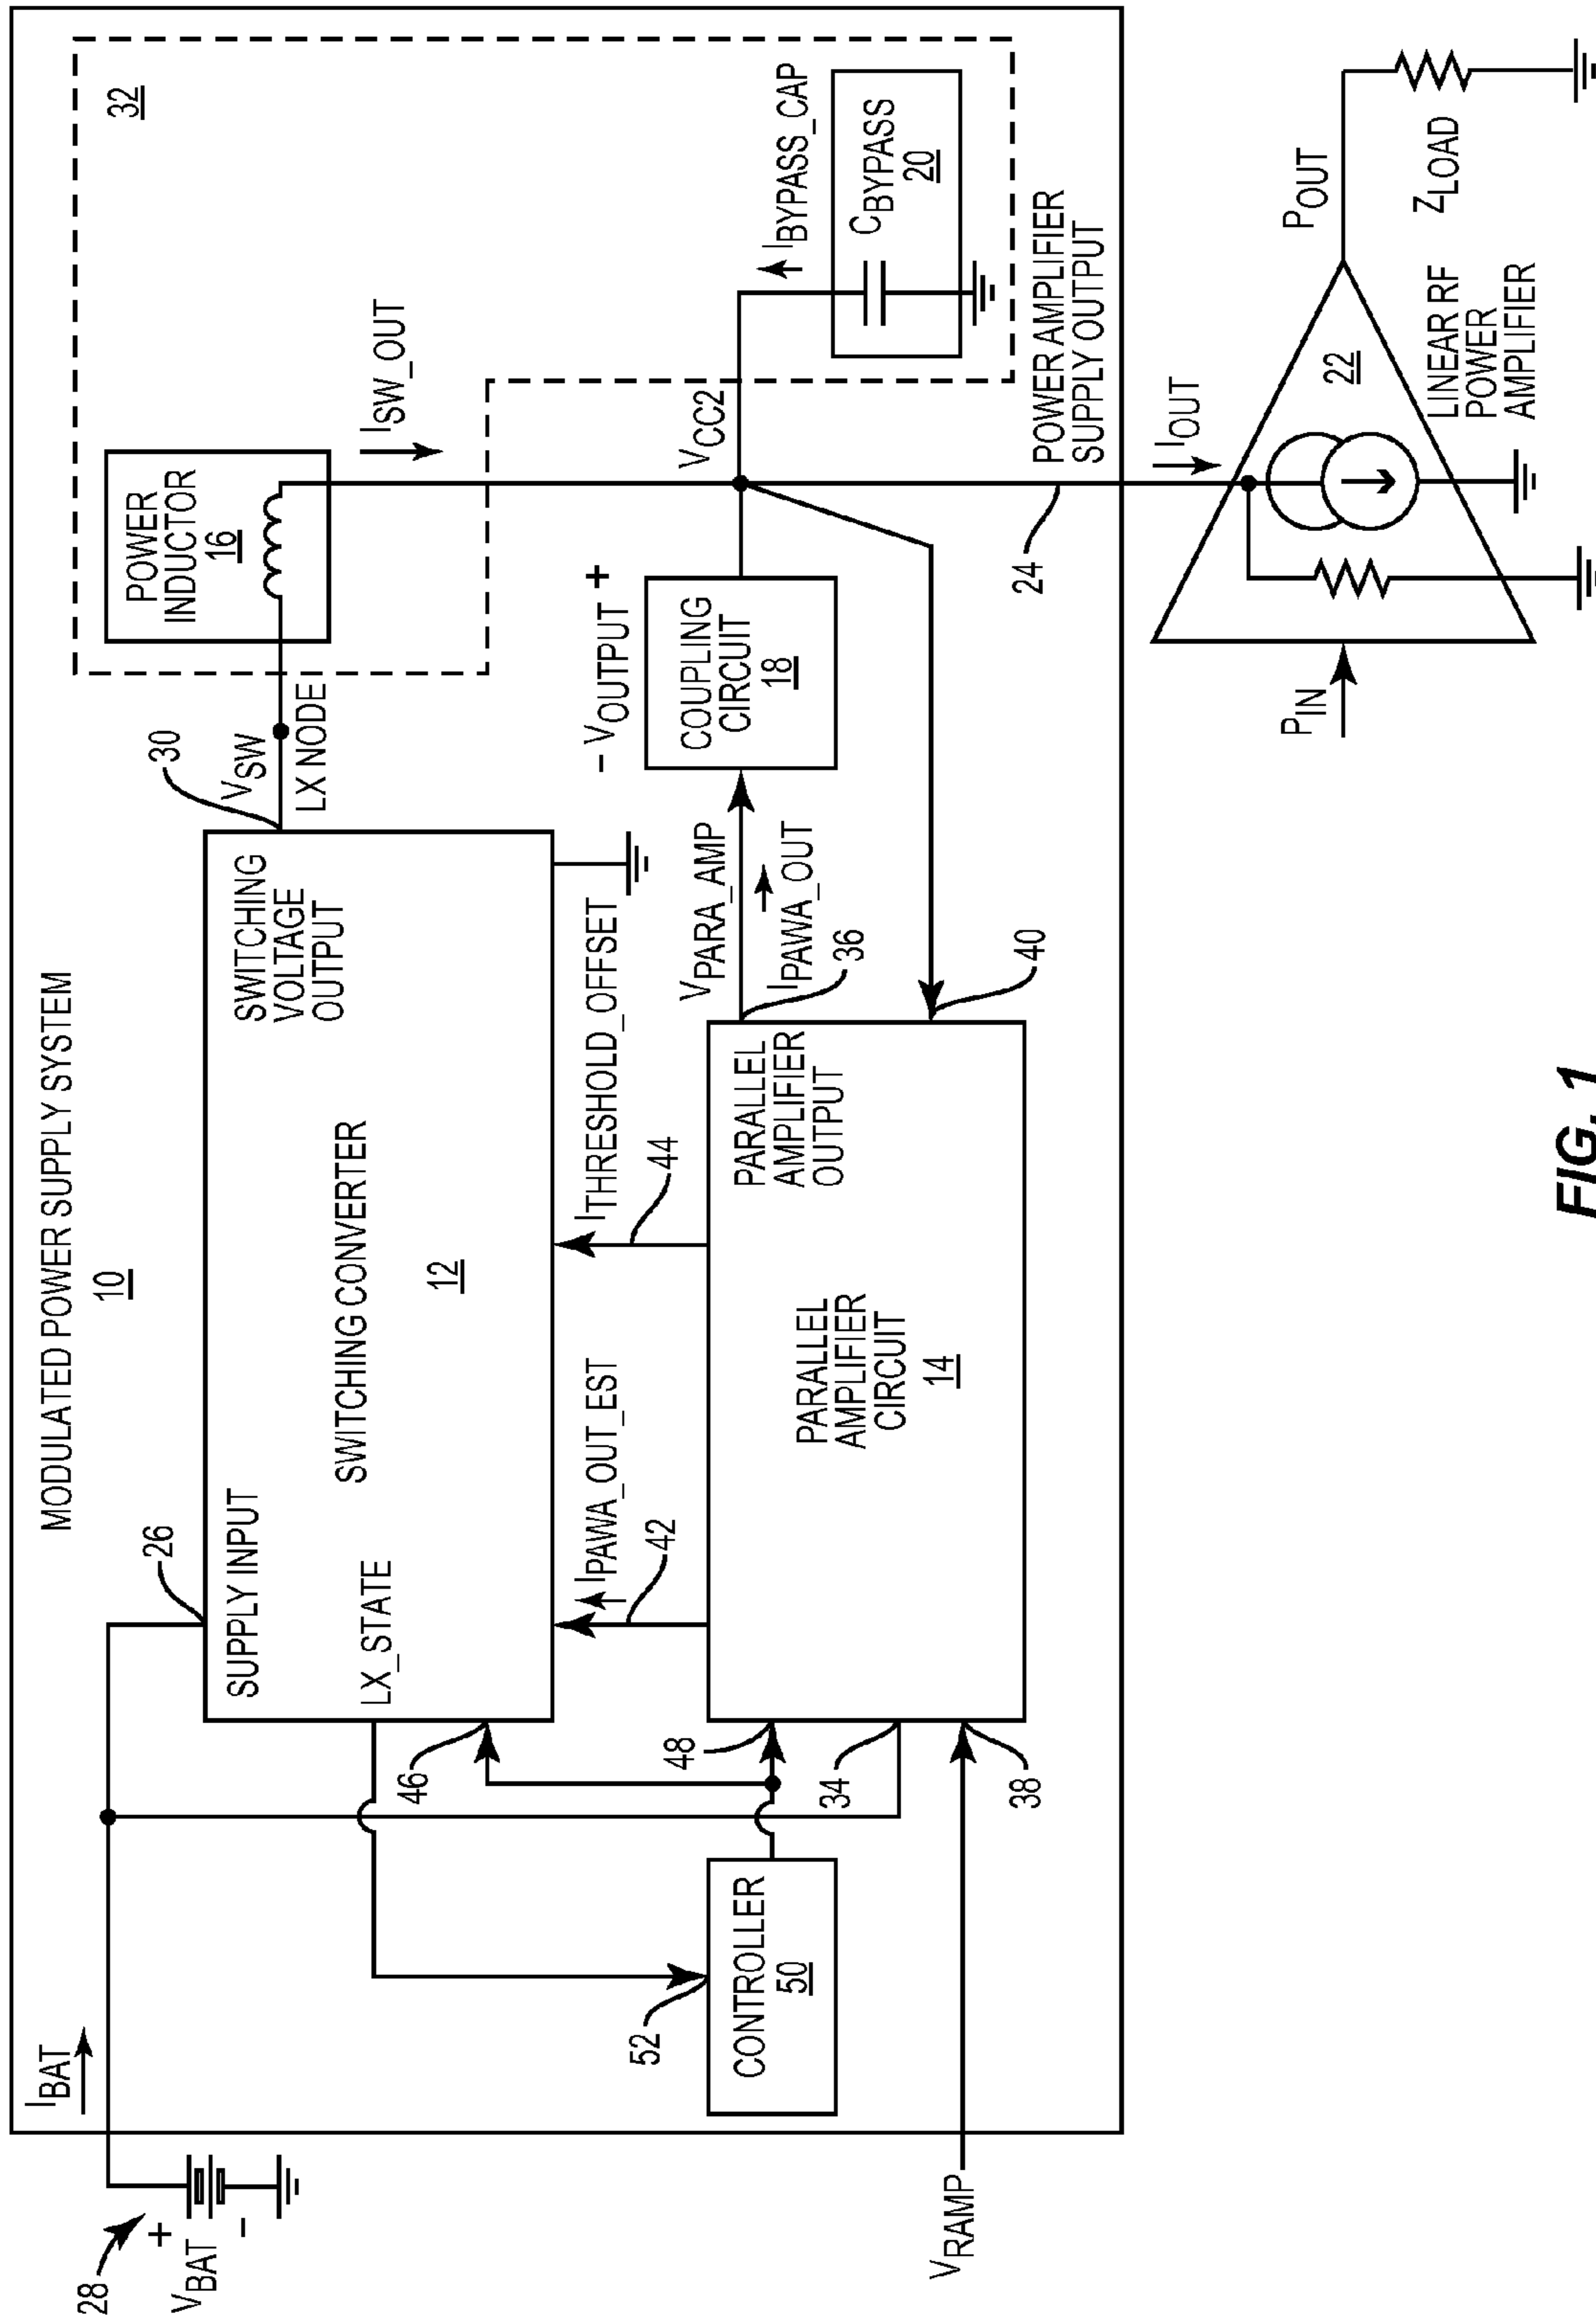 MODULATED POWER SUPPLY SYSTEM
10
28
+
VBAT
-
IBAT
26
SUPPLY INPUT
LX_STATE
SWITCHING CONVERTER
12
SWITCHING
VOLTAGE
OUTPUT
30
VSW
LX NODE
POWER
INDUCTOR
16
32
ISW_OUT
46
IPAWA_OUT_EST
42
ITHRESHOLD_OFFSET
44
- VOUTPUT +
COUPLING
CIRCUIT
18
VCC2
IBYPASS_CAP
CBYPASS
20
52
CONTROLLER
50
48
34
38
VRAMP
PARALLEL
AMPLIFIER
CIRCUIT
14
PARALLEL
AMPLIFIER
OUTPUT
VPARA_AMP
IPAWA_OUT
36
40
24
POWER AMPLIFIER
SUPPLY OUTPUT
IOUT
PIN
22
LINEAR RF
POWER
AMPLIFIER
POUT
ZLOAD
FIG. 1